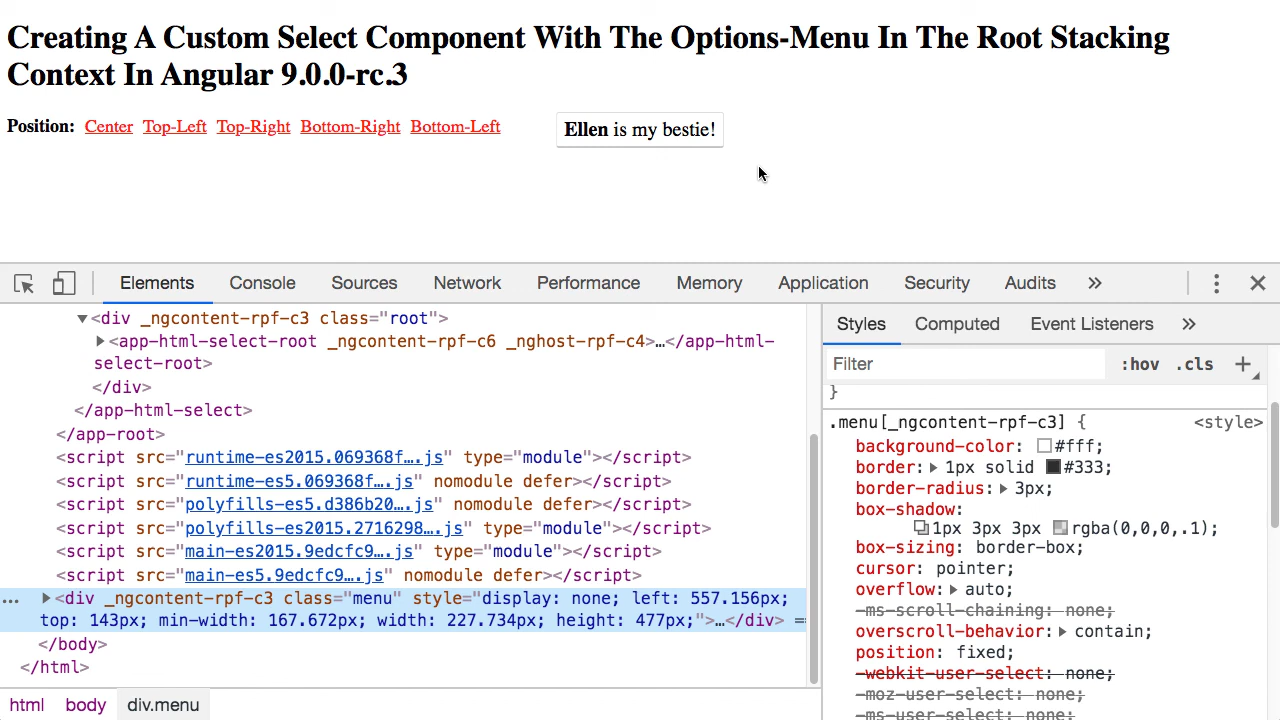 Creating A Custom Select Component With The Options-Menu In The Root Stacking
Context In Angular 9.0.0-rc.3
Position: Center Top-Left Top-Right Bottom-Right Bottom-Left
Ellen is my bestie!
Elements Console Sources Network Performance Memory Application Security Audits »
▼<div _ngcontent-rpf-c3 class="root">
▶<app-html-select-root _ngcontent-rpf-c6 _nghost-rpf-c4>…</app-html-
select-root>
</div>
</app-html-select>
</app-root>
<script src="runtime-es2015.069368f….js" type="module"></script>
<script src="runtime-es5.069368f….js" nomodule defer></script>
<script src="polyfills-es5.d386b20….js" nomodule defer></script>
<script src="polyfills-es2015.2716298….js" type="module"></script>
<script src="main-es2015.9edcfc9….js" type="module"></script>
<script src="main-es5.9edcfc9….js" nomodule defer></script>
… ▶<div _ngcontent-rpf-c3 class="menu" style="display: none; left: 557.156px;
top: 143px; min-width: 167.672px; width: 227.734px; height: 477px;">…</div> ==
</body>
</html>
html body div.menu
Styles Computed Event Listeners »
Filter :hov .cls +
}
.menu[_ngcontent-rpf-c3] { <style>
background-color: #fff;
border:▶ 1px solid #333;
border-radius:▶ 3px;
box-shadow:
1px 3px 3px rgba(0,0,0,.1);
box-sizing: border-box;
cursor: pointer;
overflow:▶ auto;
-ms-scroll-chaining: none;
overscroll-behavior:▶ contain;
position: fixed;
-webkit-user-select: none;
-moz-user-select: none;
-ms-user-select: none;